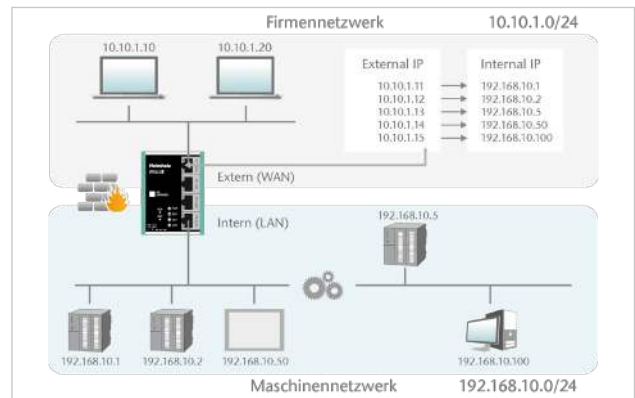 Firmennetzwerk 10.10.1.0/24
10.10.1.10
10.10.1.20
External IP Internal IP
10.10.1.11 192.168.10.1
10.10.1.12 192.168.10.2
10.10.1.13 192.168.10.5
10.10.1.14 192.168.10.50
10.10.1.15 192.168.10.100
Helmholz
Extern (WAN)
Intern (LAN)
192.168.10.5
192.168.10.1
192.168.10.2
192.168.10.50
192.168.10.100
Maschinennetzwerk 192.168.10.0/24